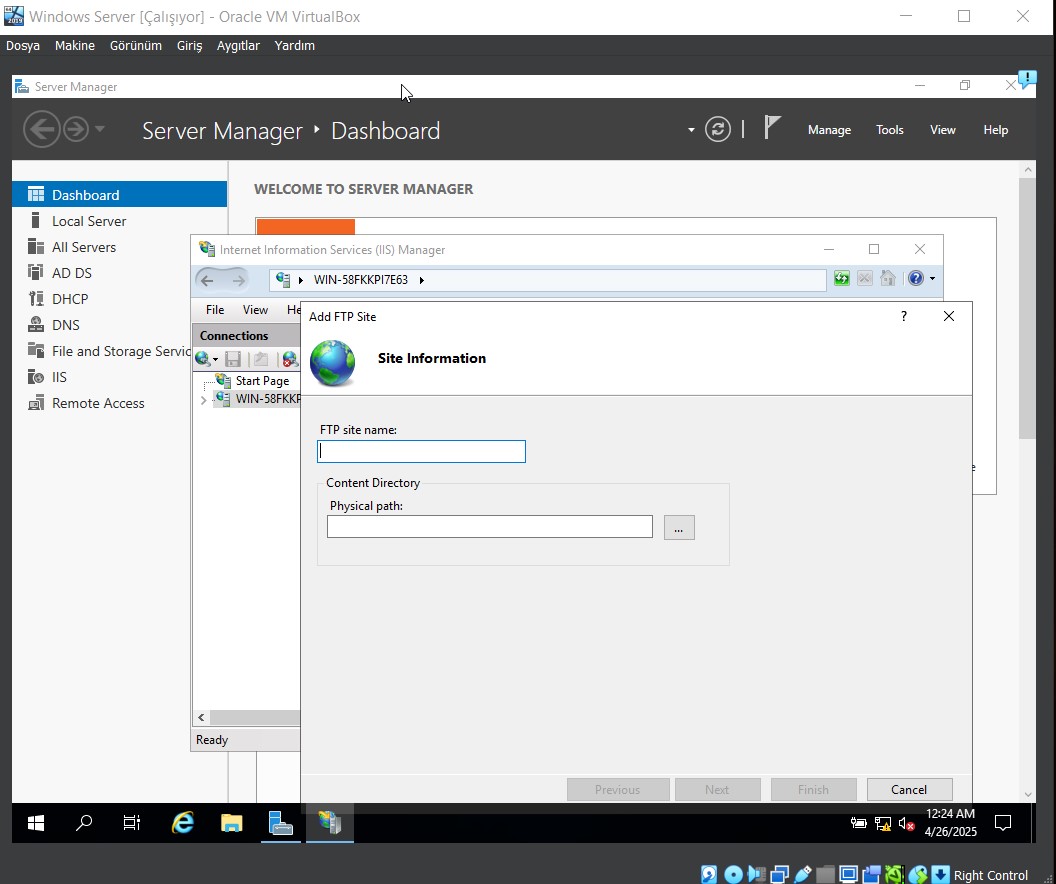 Windows Server [Çalışıyor] - Oracle VM VirtualBox
Dosya Makine Görünüm Giriş Aygıtlar Yardım
Server Manager
Server Manager ‣ Dashboard
Manage Tools View Help
Dashboard
Local Server
All Servers
AD DS
DHCP
DNS
File and Storage Servic
IIS
Remote Access
WELCOME TO SERVER MANAGER
Internet Information Services (IIS) Manager
WIN-58FKKPI7E63
File View He
Connections
Start Page
WIN-58FKKP
Ready
Add FTP Site
?
Site Information
FTP site name:
Content Directory
Physical path:
...
Previous Next Finish Cancel
12:24 AM
4/26/2025
Right Control